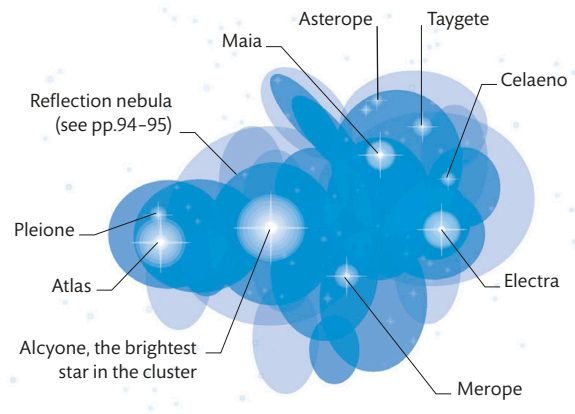 Asterope
Taygete
Maia
Celaeno
Reflection nebula
(see pp.94–95)
Pleione
Atlas
Electra
Alcyone, the brightest
star in the cluster
Merope